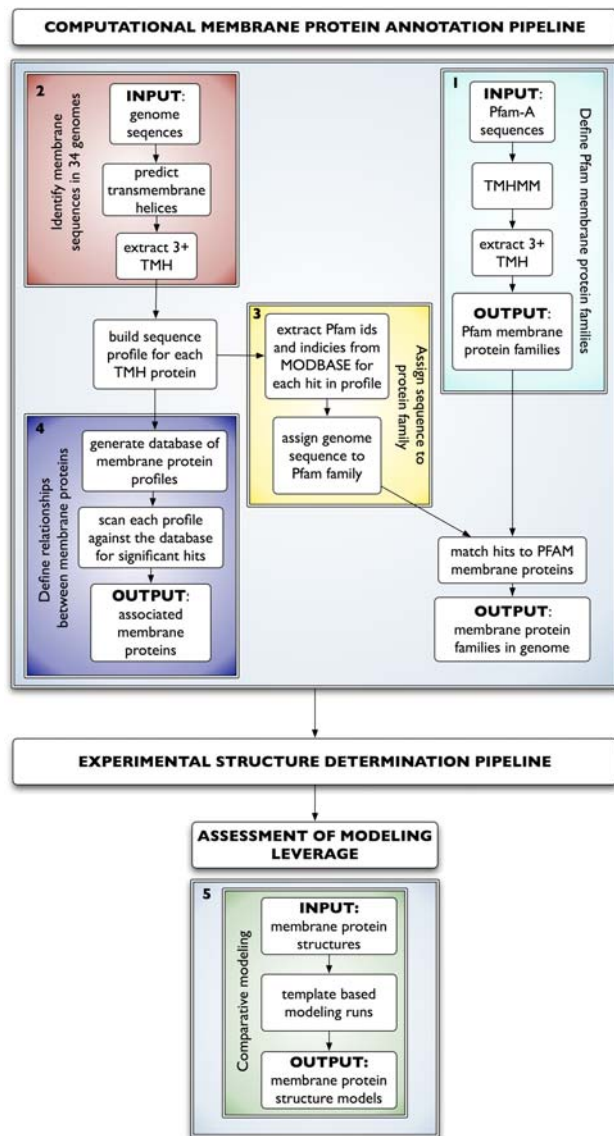 COMPUTATIONAL MEMBRANE PROTEIN ANNOTATION PIPELINE
2
Identify membrane
sequences in 34 genomes
INPUT:
genome
seqences
predict
transmembrane
helices
extract 3+
TMH
1
INPUT:
Pfam-A
sequences
TMHMM
extract 3+
TMH
OUTPUT:
Pfam membrane
protein families
Define Pfam membrane protein families
build sequence
profile for each
TMH protein
3
extract Pfam ids
and indicies from
MODBASE for
each hit in profile
assign genome
sequence to
Pfam family
Assign sequence to
protein family
4
Define relationships
between membrane proteins
generate database of
membrane protein
profiles
scan each profile
against the database
for significant hits
OUTPUT:
associated
membrane
proteins
match hits to PFAM
membrane proteins
OUTPUT:
membrane protein
families in genome
EXPERIMENTAL STRUCTURE DETERMINATION PIPELINE
ASSESSMENT OF MODELING
LEVERAGE
5
Comparative modeling
INPUT:
membrane protein
structures
template based
modeling runs
OUTPUT:
membrane protein
structure models